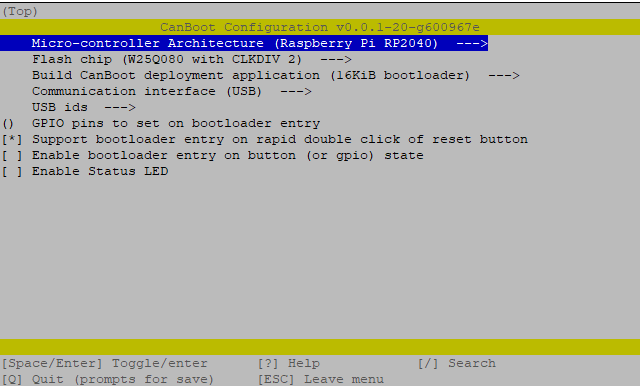 (Top)
CanBoot Configuration v0.0.1-20-g600967e
Micro-controller Architecture (Raspberry Pi RP2040)  --->
Flash chip (W25Q080 with CLKDIV 2)  --->
Build CanBoot deployment application (16KiB bootloader)  --->
Communication interface (USB)  --->
USB ids  --->
()  GPIO pins to set on bootloader entry
[*] Support bootloader entry on rapid double click of reset button
[ ] Enable bootloader entry on button (or gpio) state
[ ] Enable Status LED
[Space/Enter] Toggle/enter      [?] Help            [/] Search
[Q] Quit (prompts for save)     [ESC] Leave menu